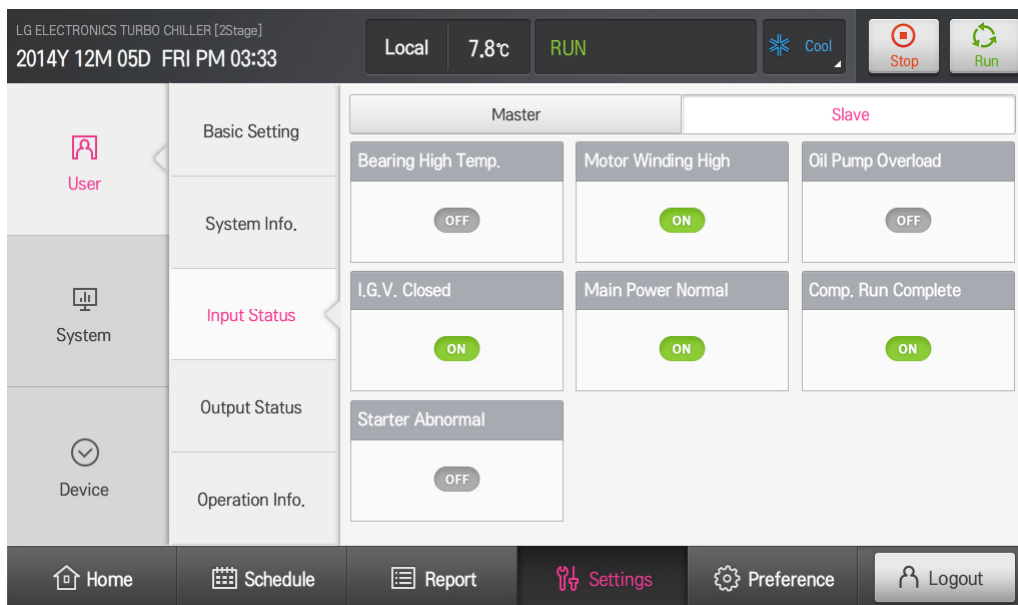 LG ELECTRONICS TURBO CHILLER [2Stage]
2014Y 12M 05D FRI PM 03:33
Local 7.8℃ RUN Cool Stop Run
User
System
Device
Basic Setting
System Info.
Input Status
Output Status
Operation Info.
Master Slave
Bearing High Temp. Motor Winding High Oil Pump Overload
OFF ON OFF
I.G.V. Closed Main Power Normal Comp. Run Complete
ON ON ON
Starter Abnormal
OFF
Home Schedule Report Settings Preference Logout